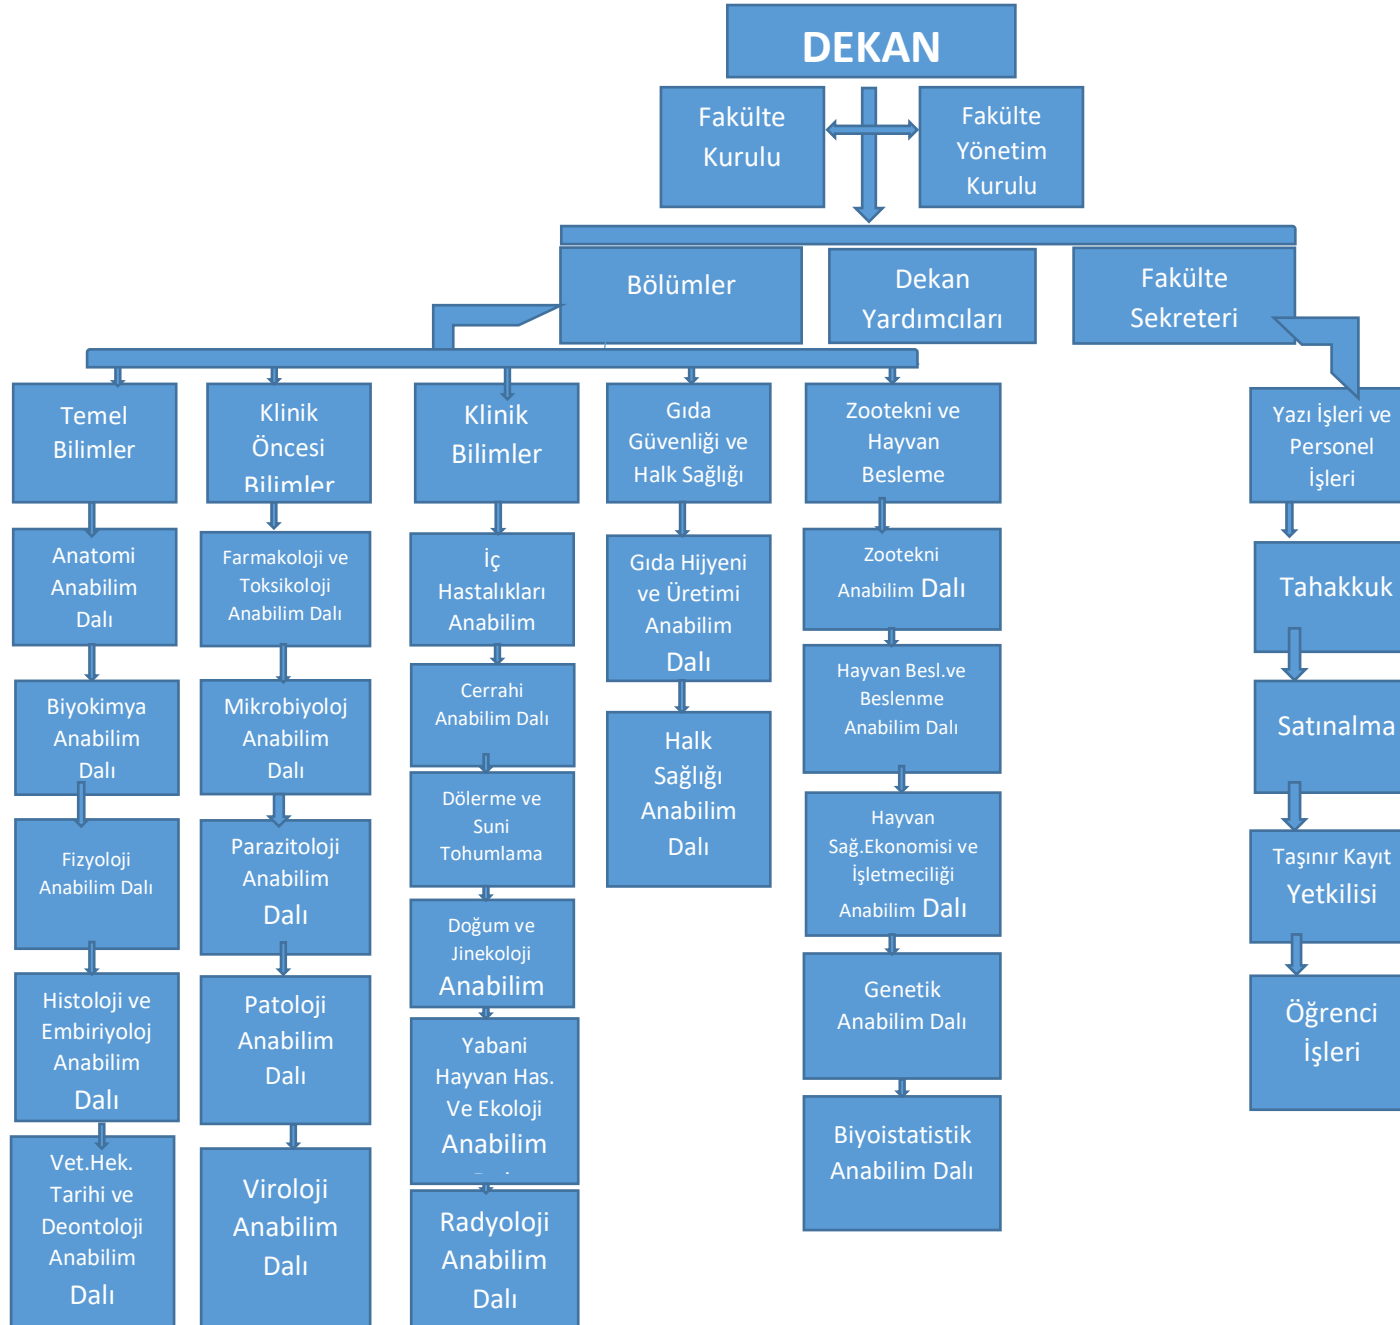 DEKAN
Fakülte
Kurulu
Fakülte
Yönetim
Kurulu
Bölümler
Dekan
Yardımcıları
Fakülte
Sekreteri
Temel
Bilimler
Klinik
Öncesi
Bilimler
Klinik
Bilimler
Gıda
Güvenliği ve
Halk Sağlığı
Zootekni ve
Hayvan
Besleme
Yazı İşleri ve
Personel
İşleri
Anatomi
Anabilim
Dalı
Biyokimya
Anabilim
Dalı
Fizyoloji
Anabilim Dalı
Histoloji ve
Embiriyoloj
Anabilim
Dalı
Vet.Hek.
Tarihi ve
Deontoloji
Anabilim
Dalı
Farmakoloji ve
Toksikoloji
Anabilim Dalı
Mikrobiyoloj
Anabilim
Dalı
Parazitoloji
Anabilim
Dalı
Patoloji
Anabilim
Dalı
Viroloji
Anabilim
Dalı
İç
Hastalıkları
Anabilim
Cerrahi
Anabilim Dalı
Dölerme ve
Suni
Tohumlama
Doğum ve
Jinekoloji
Anabilim
Yabani
Hayvan Has.
Ve Ekoloji
Anabilim
Radyoloji
Anabilim
Dalı
Gıda Hijyeni
ve Üretimi
Anabilim
Dalı
Halk
Sağlığı
Anabilim
Dalı
Zootekni
Anabilim Dalı
Hayvan Besl.ve
Beslenme
Anabilim Dalı
Hayvan
Sağ.Ekonomisi ve
İşletmeciliği
Anabilim Dalı
Genetik
Anabilim Dalı
Biyoistatistik
Anabilim Dalı
Tahakkuk
Satınalma
Taşınır Kayıt
Yetkilisi
Öğrenci
İşleri